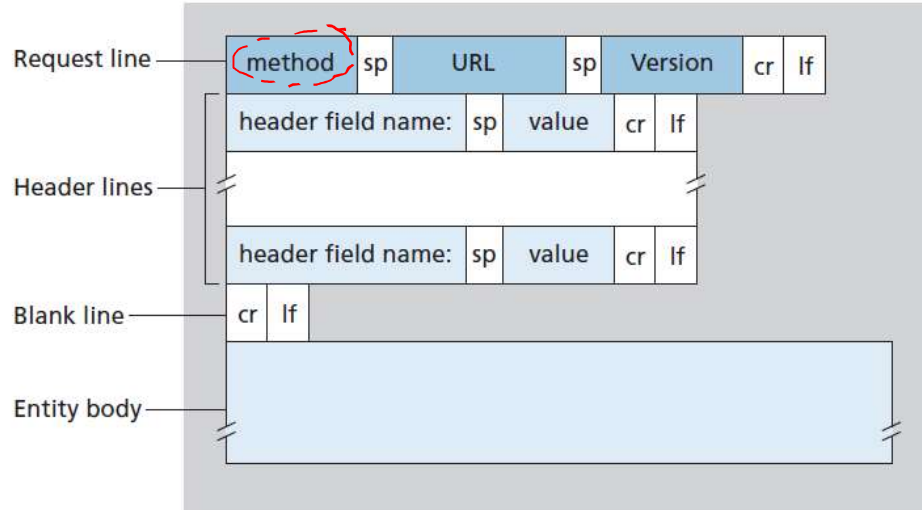 Request line method sp URL sp Version cr lf
header field name: sp value cr lf
Header lines
header field name: sp value cr lf
Blank line cr lf
Entity body